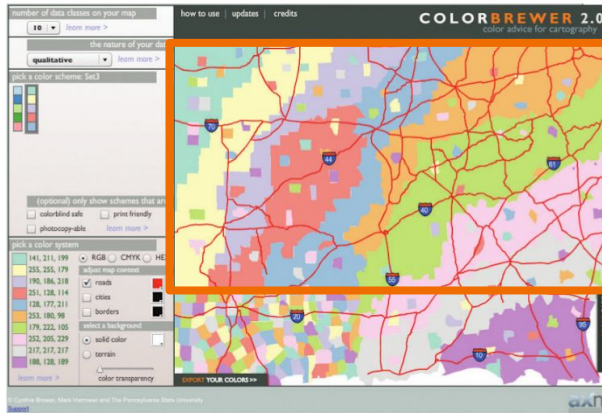 number of data classes on your map
10 learn more >
how to use | updates | credits
COLORBREWER 2.0
color advice for cartography
the nature of your data
qualitative learn more >
pick a color scheme: Set3
(optional) only show schemes that are
colorblind safe print friendly
photocopy-able learn more >
pick a color system
141, 211, 199
255, 255, 179
190, 186, 218
251, 128, 114
128, 177, 211
253, 180, 98
179, 222, 105
252, 205, 229
217, 217, 217
188, 128, 189
learn more >
RGB CMYK HE
adjust map context
roads
cities
borders
select a background
solid color
terrain
color transparency
70
44
81
40
55
20
10
95
EXPORT YOUR COLORS >>
© Cynthia Brewer, Mark Harrower and The Pennsylvania State University
Support
axm